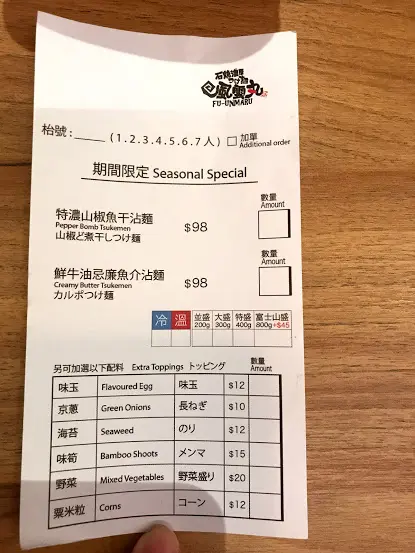 石鍋濃厚
つけ麺
風雲丸
FU-UNMARU
枱號: ____ (1.2.3.4.5.6.7人) □ 加單
Additional order
期間限定 Seasonal Special
數量
Amount
特濃山椒魚干沾麵
Pepper Bomb Tsukemen
山椒ど煮干しつけ麺
$98
數量
Amount
鮮牛油忌廉魚介沾麵
Creamy Butter Tsukemen
カルボつけ麺
$98
冷 溫 並盛 200g 大盛 300g 特盛 400g 富士山盛 800g+$45
另可加選以下配料 Extra Toppings トッピング
數量
Amount
味玉 Flavoured Egg 味玉 $12
京蔥 Green Onions 長ねぎ $10
海苔 Seaweed のり $12
味筍 Bamboo Shoots メンマ $15
野菜 Mixed Vegetables 野菜盛り $20
粟米粒 Corns コーン $12